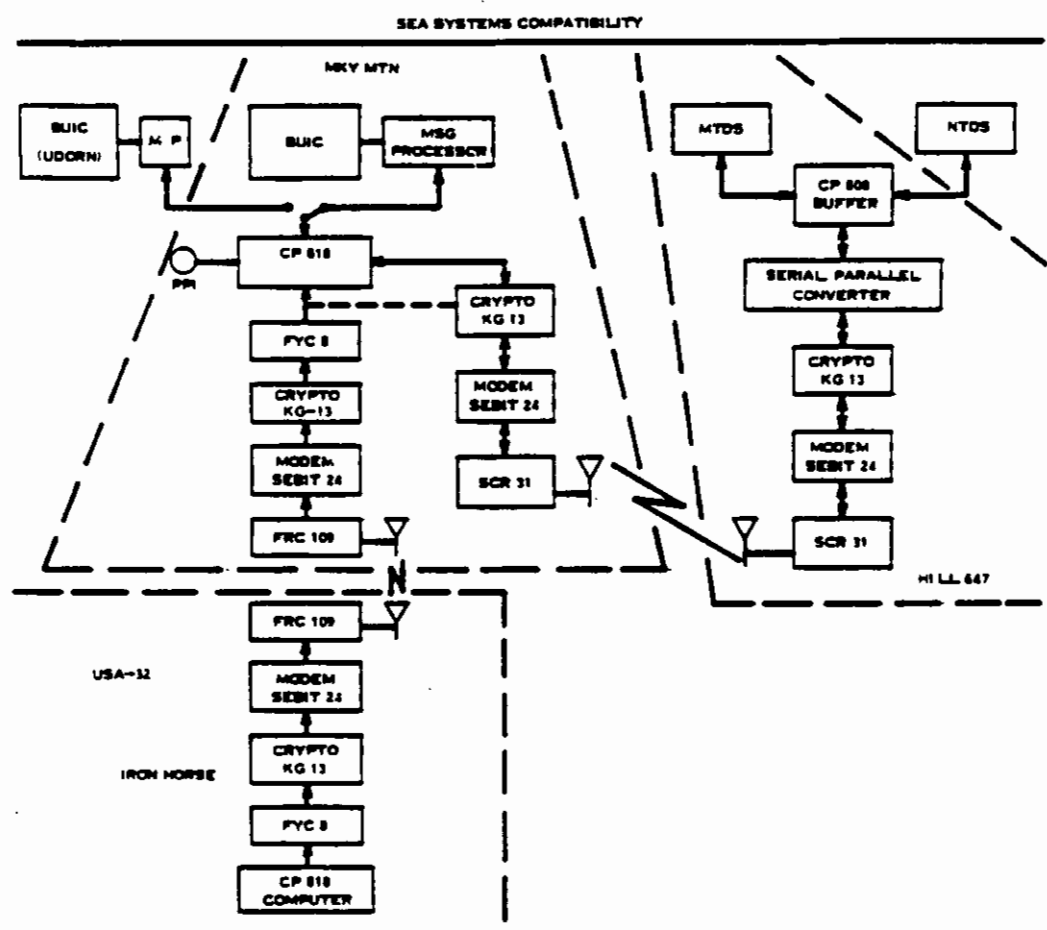 SEA SYSTEMS COMPATIBILITY
MKY MTN
BUIC
(UDORN)
M P
BUIC
MSG
PROCESSOR
MTDS
NTDS
CP 808
BUFFER
CP 818
PPI
SERIAL PARALLEL
CONVERTER
CRYPTO
KG 13
FYC 8
CRYPTO
KG 13
CRYPTO
KG-13
MODEM
SEBIT 24
MODEM
SEBIT 24
MODEM
SEBIT 24
SCR 31
FRC 109
SCR 31
HILL 647
FRC 109
USA-32
MODEM
SEBIT 24
IRON HORSE
CRYPTO
KG 13
FYC 8
CP 818
COMPUTER